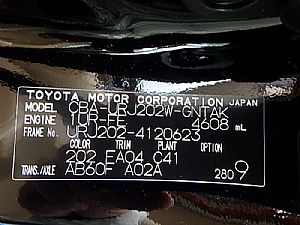 TOYOTA MOTOR CORPORATION JAPAN
MODEL CBA-URJ202W-GNTAK
ENGINE 1UR-FE 4608 mL
FRAME No. URJ202-4120623
COLOR TRIM PLANT OPTION
202 EA04 C41
TRANS./AXLE AB60F A02A 2809